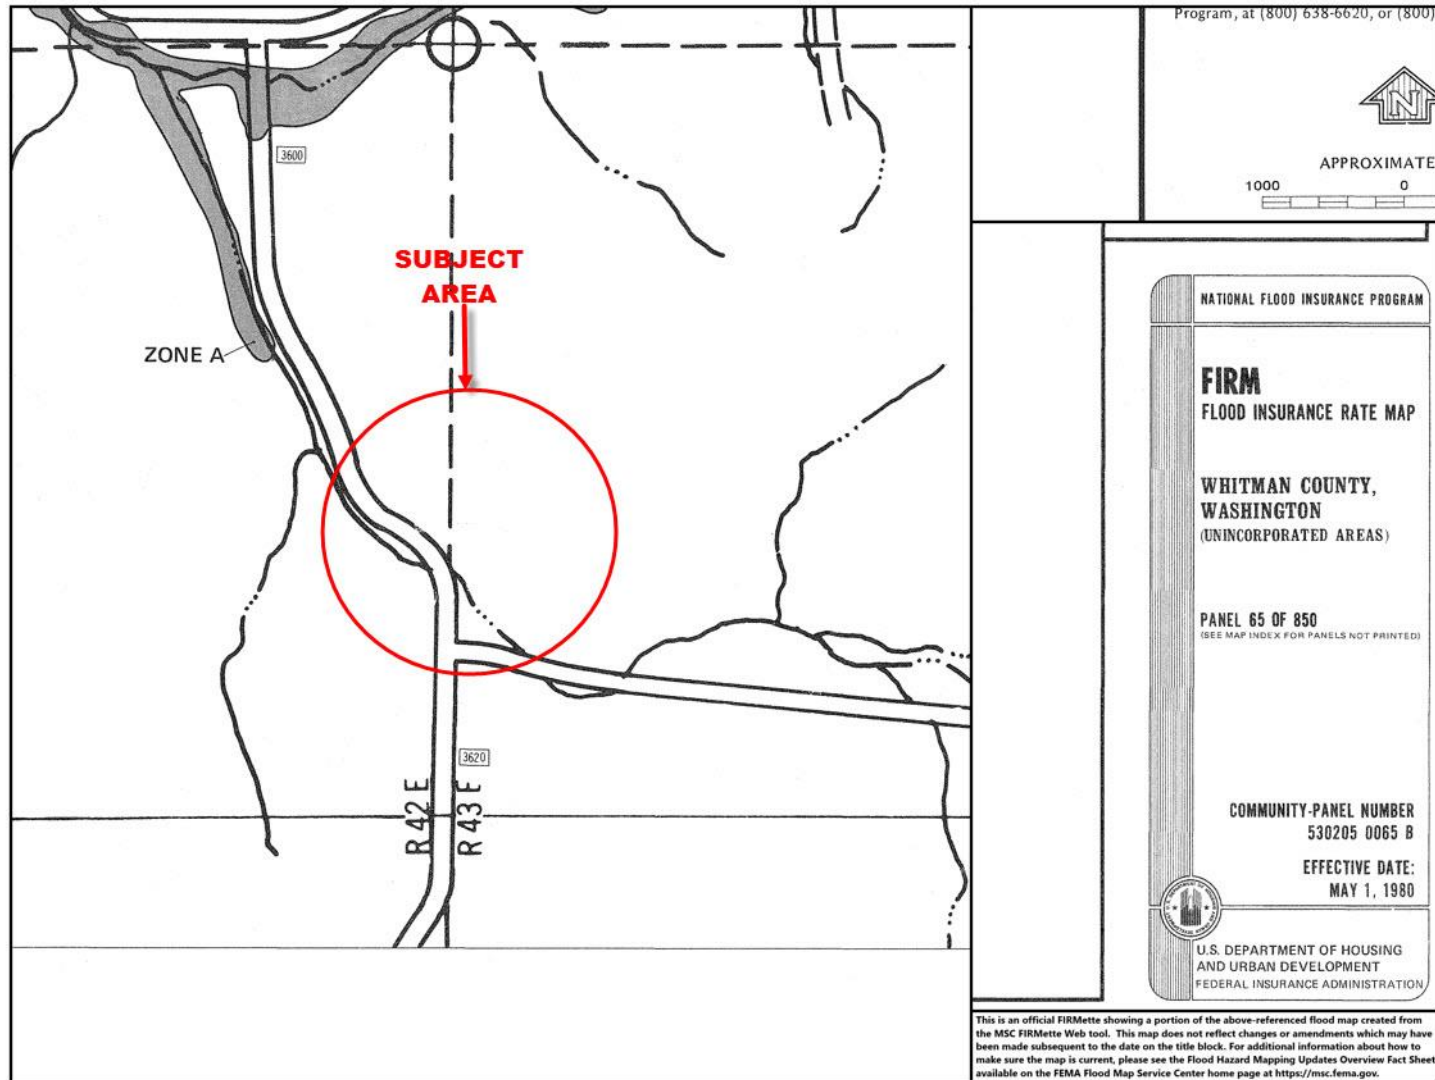 Program, at (800) 638-6620, or (800)
N
APPROXIMATE
1000 0
3600
SUBJECT
AREA
ZONE A
3620
R 42 E
R 43 E
NATIONAL FLOOD INSURANCE PROGRAM
FIRM
FLOOD INSURANCE RATE MAP
WHITMAN COUNTY,
WASHINGTON
(UNINCORPORATED AREAS)
PANEL 65 OF 850
(SEE MAP INDEX FOR PANELS NOT PRINTED)
COMMUNITY-PANEL NUMBER
530205 0065 B
EFFECTIVE DATE:
MAY 1, 1980
U.S. DEPARTMENT OF HOUSING
AND URBAN DEVELOPMENT
FEDERAL INSURANCE ADMINISTRATION
This is an official FIRMette showing a portion of the above-referenced flood map created from
the MSC FIRMette Web tool. This map does not reflect changes or amendments which may have
been made subsequent to the date on the title block. For additional information about how to
make sure the map is current, please see the Flood Hazard Mapping Updates Overview Fact Sheet
available on the FEMA Flood Map Service Center home page at https://msc.fema.gov.